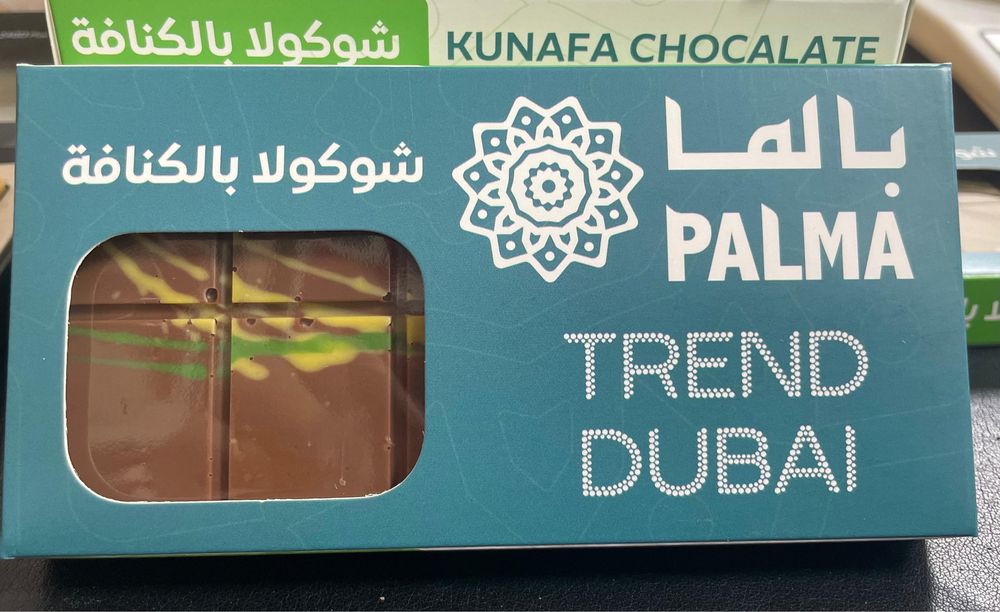 شوكولا بالكنافة
KUNAFA CHOCALATE
شوكولا بالكنافة
بالما
PALMA
TREND
DUBAI